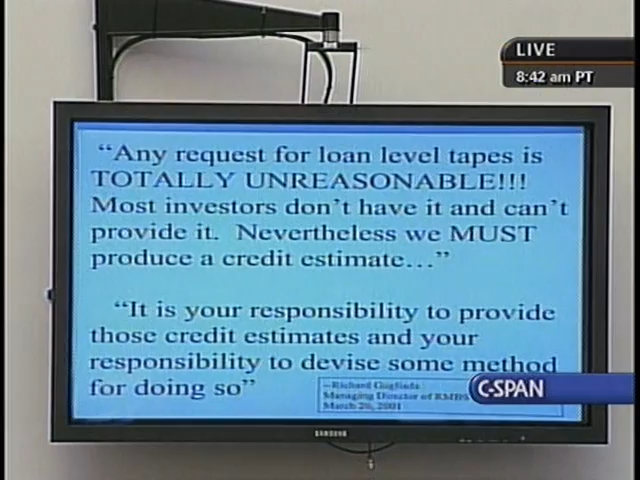 LIVE
8:42 am PT
“Any request for loan level tapes is
TOTALLY UNREASONABLE!!!
Most investors don’t have it and can’t
provide it. Nevertheless we MUST
produce a credit estimate…”
“It is your responsibility to provide
those credit estimates and your
responsibility to devise some method
for doing so”
--Richard Gugliada
Managing Director of RMBS
March 26, 2001
C-SPAN
SAMSUNG